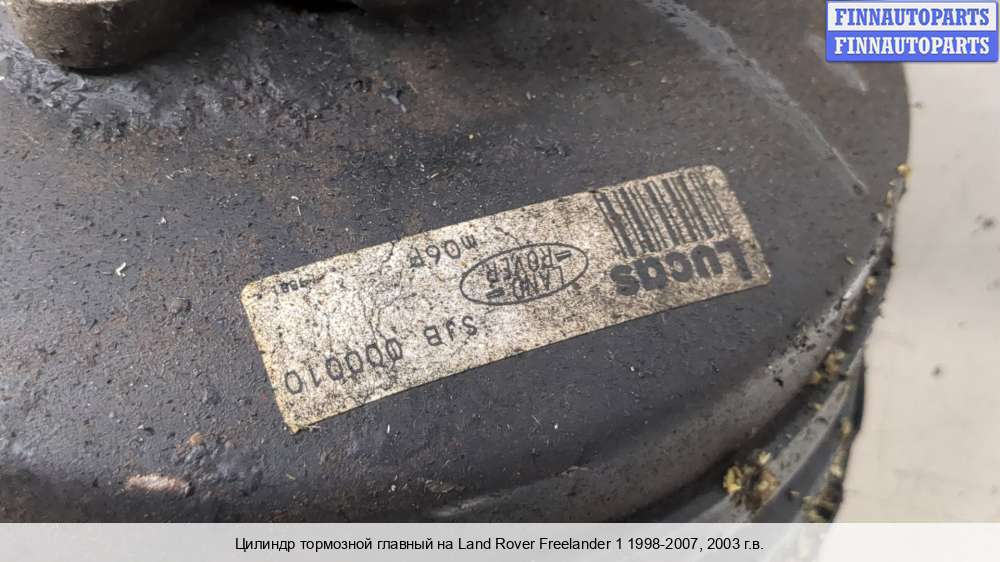 FINNAUTOPARTS
FINNAUTOPARTS
Lucas
LAND
ROVER
SJB 000010
Цилиндр тормозной главный на Land Rover Freelander 1 1998-2007, 2003 г.в.